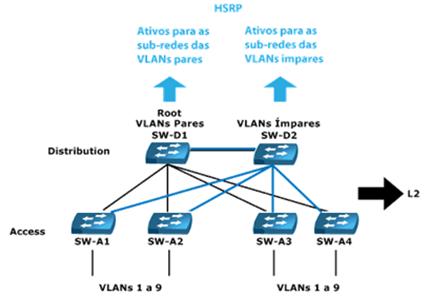 HSRP
Ativos para as
sub-redes das
VLANs pares
Ativos para as
sub-redes das
VLANs impares
Root
VLANs Pares
SW-D1
VLANs Ímpares
SW-D2
Distribution
L2
Access
SW-A1
SW-A2
SW-A3
SW-A4
VLANs 1 a 9
VLANs 1 a 9